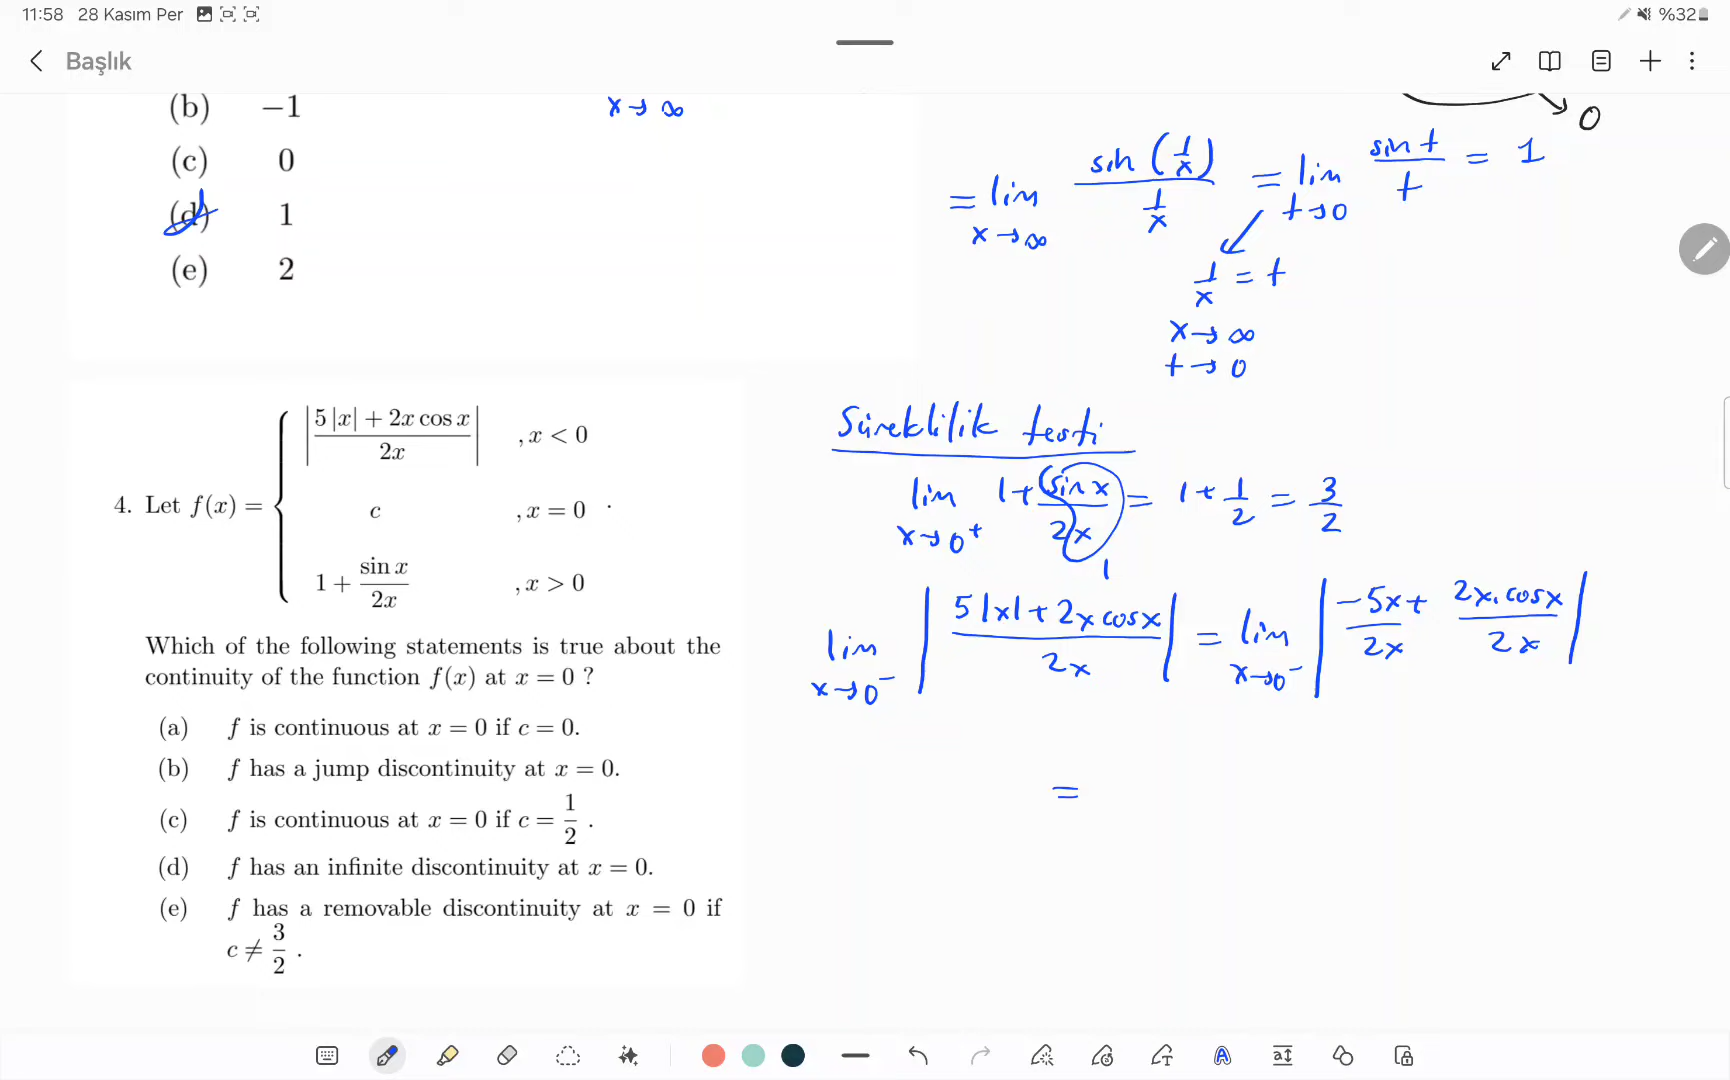 11:58 28 Kasım Per %32
Başlık
(b) −1
(c) 0
(d) 1
(e) 2
x→∞
0
= lim x→∞ sin(1/x) / (1/x) = lim t→0 sin t / t = 1
1/x = t
x→∞
t→0
4. Let f(x) = { |(5|x| + 2x cos x) / 2x| , x < 0
c , x = 0 .
1 + sin x / 2x , x > 0
Which of the following statements is true about the
continuity of the function f(x) at x = 0 ?
(a) f is continuous at x = 0 if c = 0.
(b) f has a jump discontinuity at x = 0.
(c) f is continuous at x = 0 if c = 1/2 .
(d) f has an infinite discontinuity at x = 0.
(e) f has a removable discontinuity at x = 0 if
c ≠ 3/2 .
Süreklilik testi
lim x→0⁺ 1 + sin x / 2x = 1 + 1/2 = 3/2
1
lim x→0⁻ |(5|x| + 2x cos x) / 2x| = lim x→0⁻ |−5x / 2x + 2x.cos x / 2x|
=